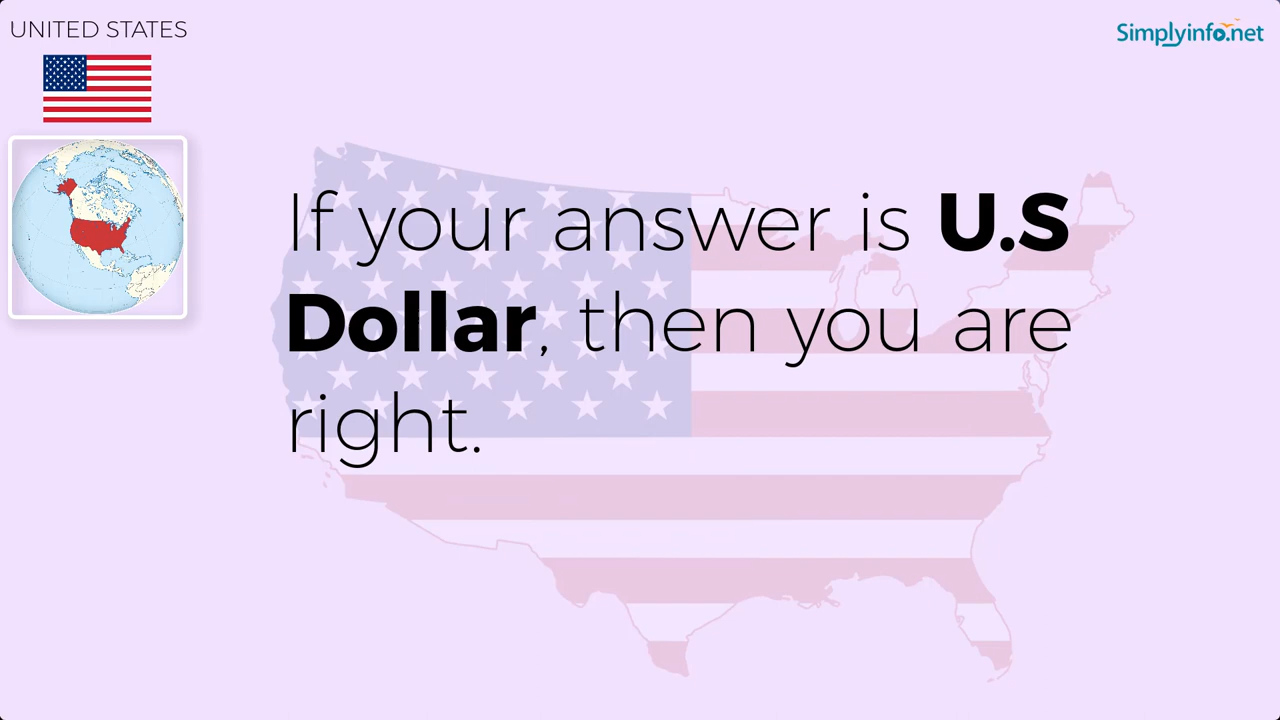 UNITED STATES
Simplyinfo.net
If your answer is U.S
Dollar, then you are
right.